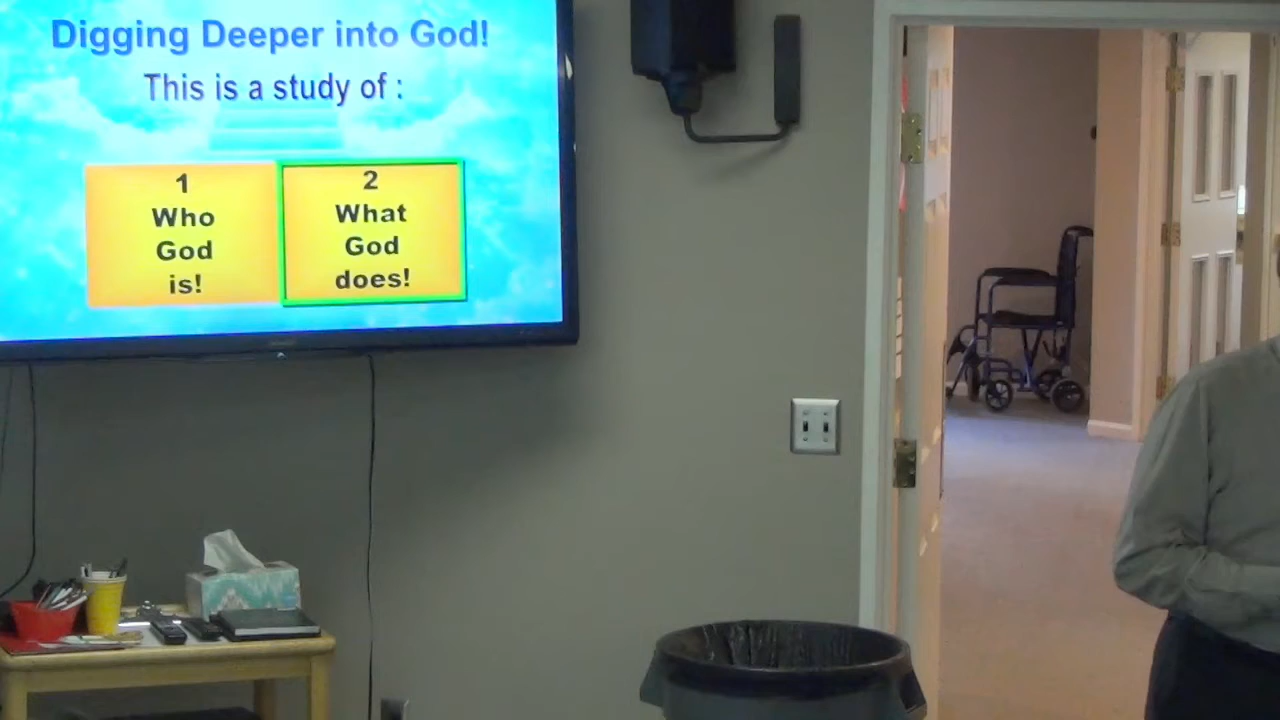 Digging Deeper into God!
This is a study of :
1
Who
God
is!
2
What
God
does!